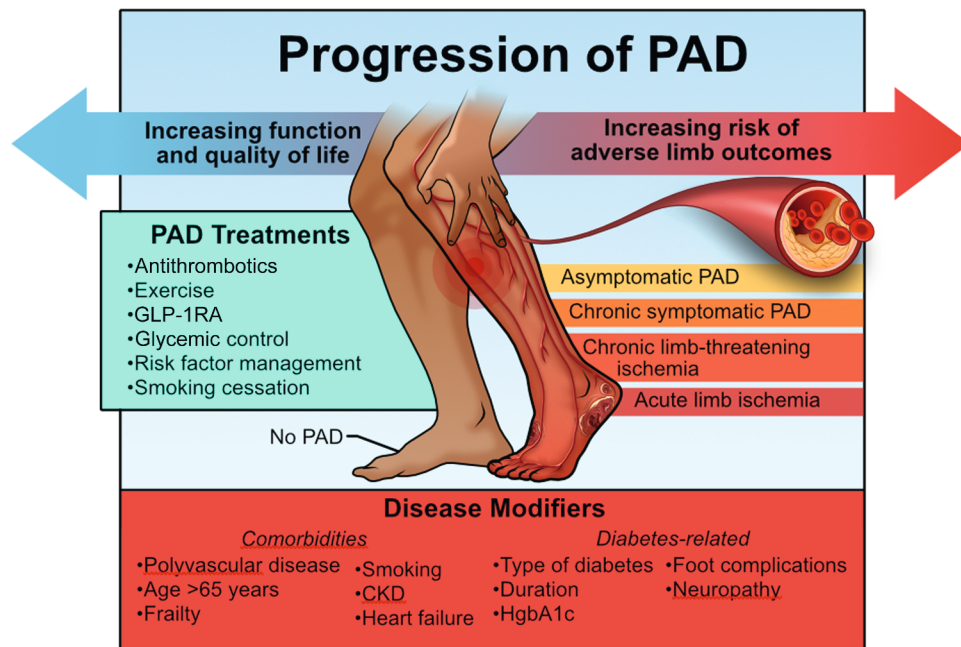 Progression of PAD
Increasing function
and quality of life
Increasing risk of
adverse limb outcomes
PAD Treatments
•Antithrombotics
•Exercise
•GLP-1RA
•Glycemic control
•Risk factor management
•Smoking cessation
Asymptomatic PAD
Chronic symptomatic PAD
Chronic limb-threatening
ischemia
Acute limb ischemia
No PAD
Disease Modifiers
Comorbidities
•Polyvascular disease
•Age >65 years
•Frailty
•Smoking
•CKD
•Heart failure
Diabetes-related
•Type of diabetes
•Duration
•HgbA1c
•Foot complications
•Neuropathy